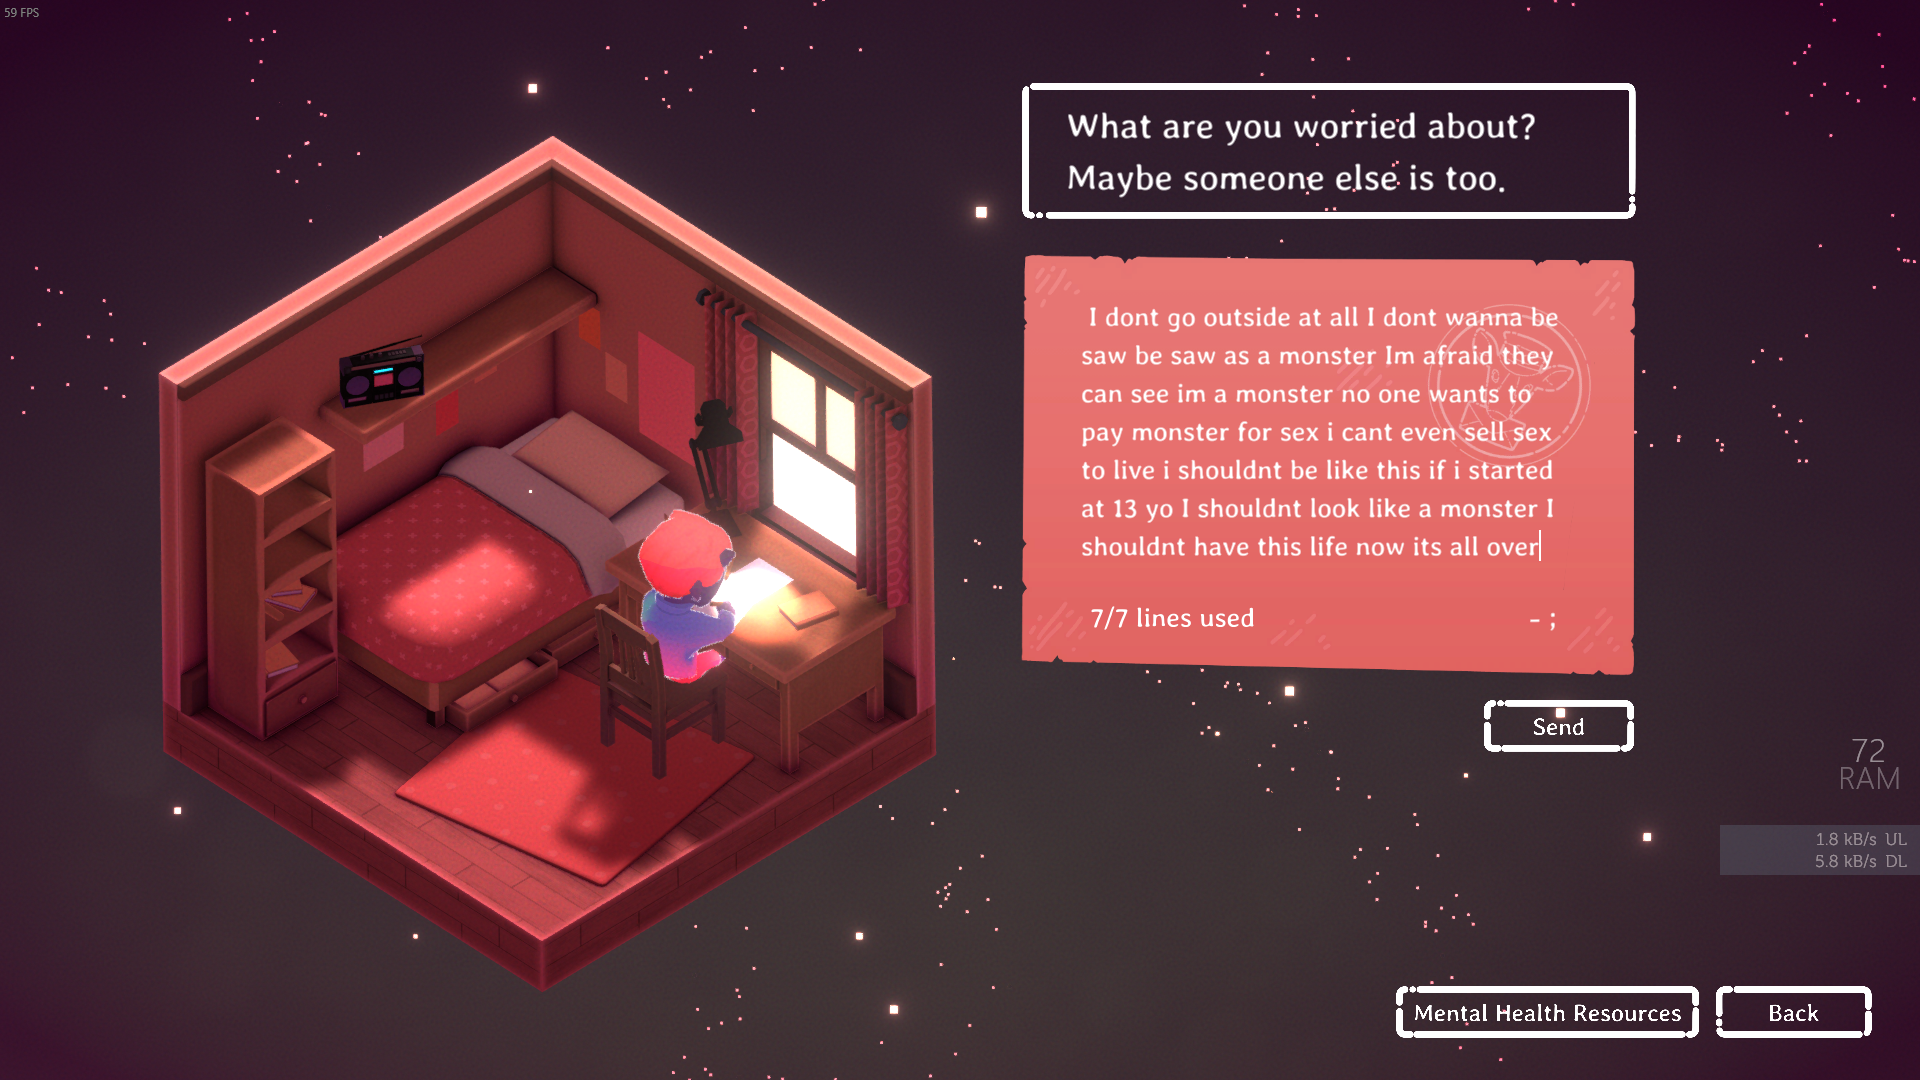 59 FPS
What are you worried about?
Maybe someone else is too.
I dont go outside at all I dont wanna be
saw be saw as a monster Im afraid they
can see im a monster no one wants to
pay monster for sex i cant even sell sex
to live i shouldnt be like this if i started
at 13 yo I shouldnt look like a monster I
shouldnt have this life now its all over
7/7 lines used
- ;
Send
72
RAM
1.8 kB/s UL
5.8 kB/s DL
Mental Health Resources
Back